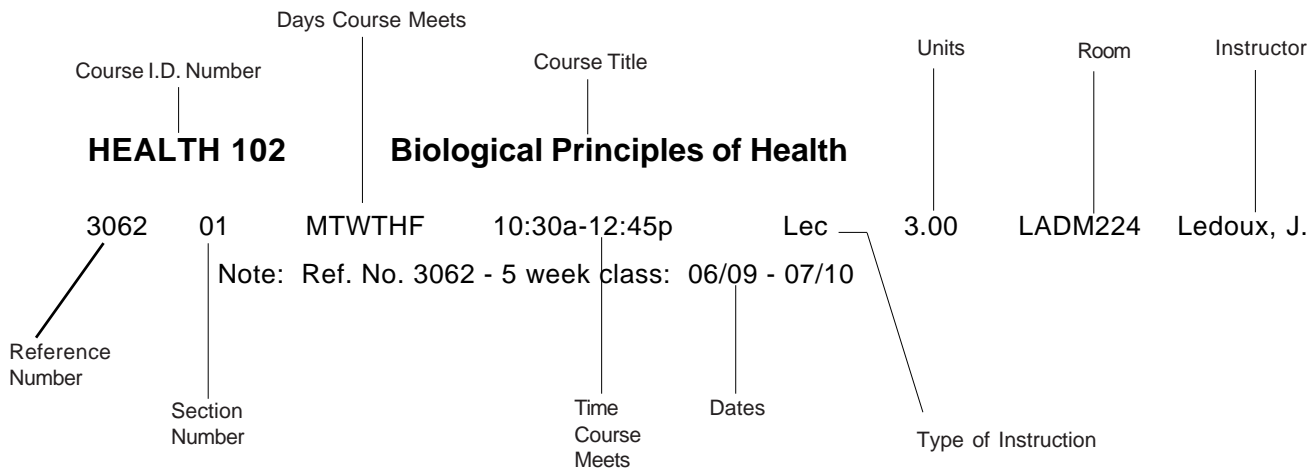 Days Course Meets
Course I.D. Number
Course Title
Units
Room
Instructor
HEALTH 102 Biological Principles of Health
3062 01 MTWTHF 10:30a-12:45p Lec 3.00 LADM224 Ledoux, J.
Note: Ref. No. 3062 - 5 week class: 06/09 - 07/10
Reference
Number
Section
Number
Time
Course
Meets
Dates
Type of Instruction